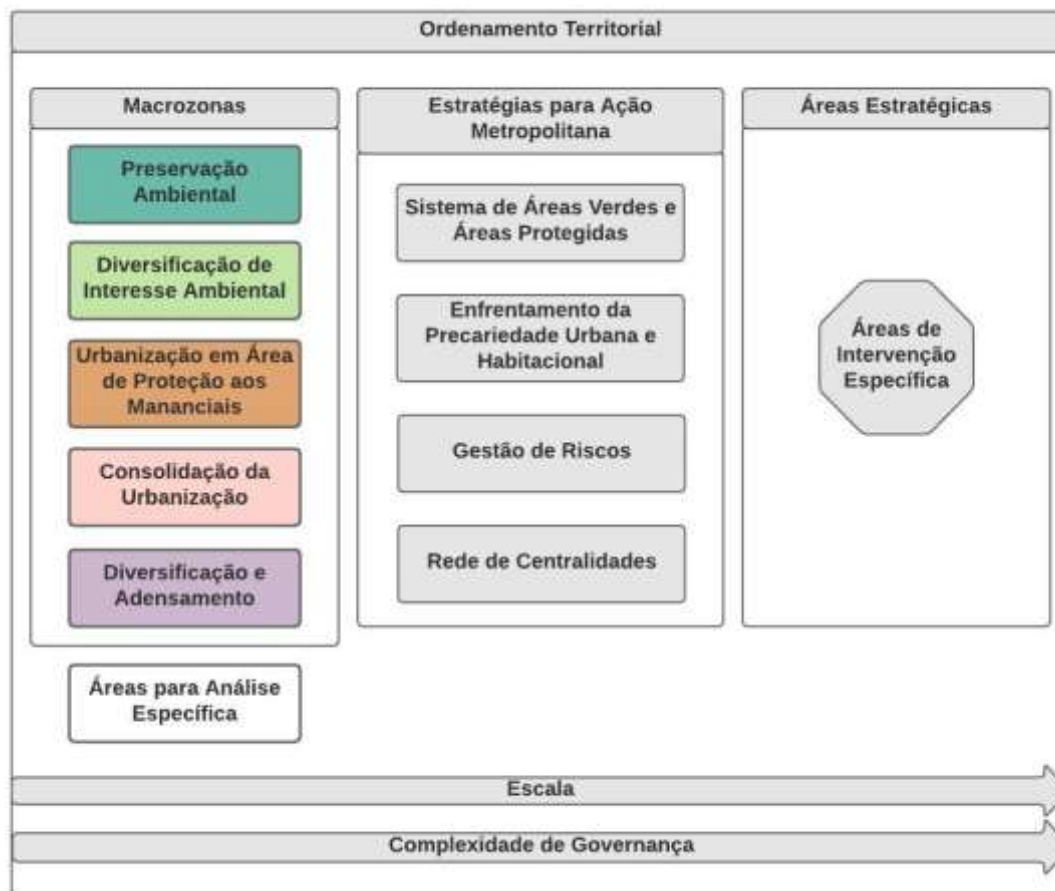 Ordenamento Territorial
Macrozonas
Preservação
Ambiental
Diversificação de
Interesse Ambiental
Urbanização em Área
de Proteção aos
Mananciais
Consolidação da
Urbanização
Diversificação e
Adensamento
Áreas para Análise
Específica
Estratégias para Ação
Metropolitana
Sistema de Áreas Verdes e
Áreas Protegidas
Enfrentamento da
Precariedade Urbana e
Habitacional
Gestão de Riscos
Rede de Centralidades
Áreas Estratégicas
Áreas de
Intervenção
Específica
Escala
Complexidade de Governança